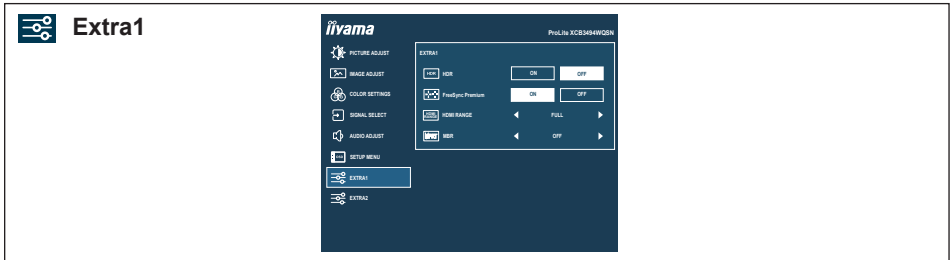 Extra1
iiyama
ProLite XCB3494WQSN
PICTURE ADJUST
IMAGE ADJUST
COLOR SETTINGS
SIGNAL SELECT
AUDIO ADJUST
SETUP MENU
EXTRA1
EXTRA2
EXTRA1
HDR HDR ON OFF
FreeSync Premium ON OFF
HDMI RANGE FULL
MBR OFF